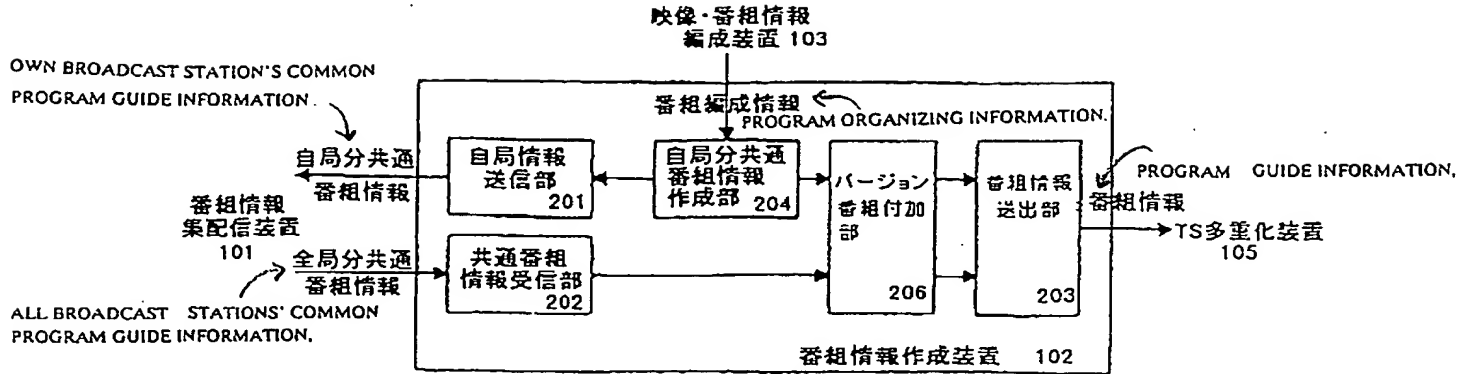 映像・番組情報
編成装置 103
OWN BROADCAST STATION'S COMMON
PROGRAM GUIDE INFORMATION.
番組編成情報
PROGRAM ORGANIZING INFORMATION.
自局分共通
番組情報
自局情報
送信部
201
自局分共通
番組情報
作成部
204
バージョン
番組付加
部
206
番組情報
送出部
203
PROGRAM GUIDE INFORMATION,
番組情報
TS多重化装置
105
番組情報
集配信装置
101
全局分共通
番組情報
共通番組
情報受信部
202
ALL BROADCAST STATIONS' COMMON
PROGRAM GUIDE INFORMATION,
番組情報作成装置 102